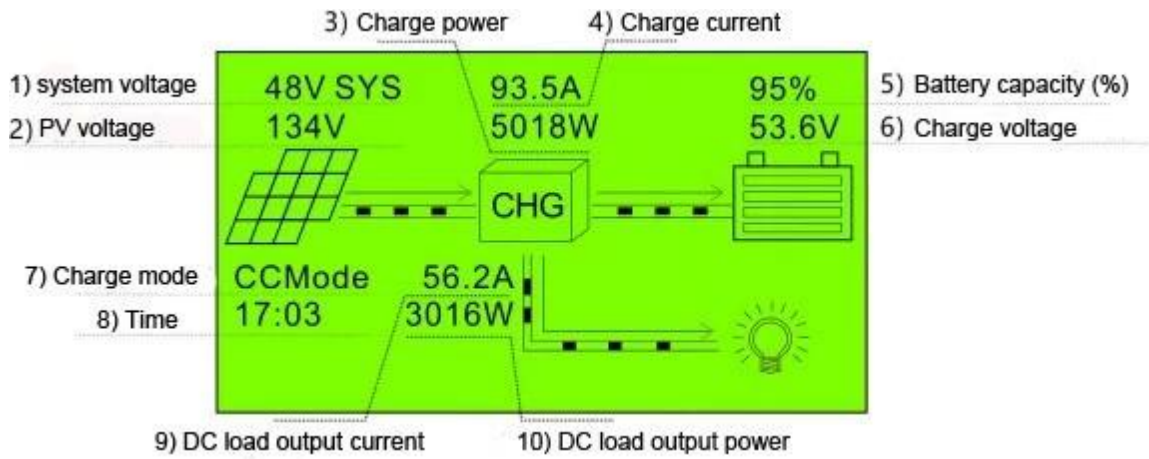 3) Charge power
4) Charge current
1) system voltage
48V SYS
93.5A
95%
5) Battery capacity (%)
2) PV voltage
134V
5018W
53.6V
6) Charge voltage
CHG
7) Charge mode
CCMode
56.2A
8) Time
17:03
3016W
9) DC load output current
10) DC load output power